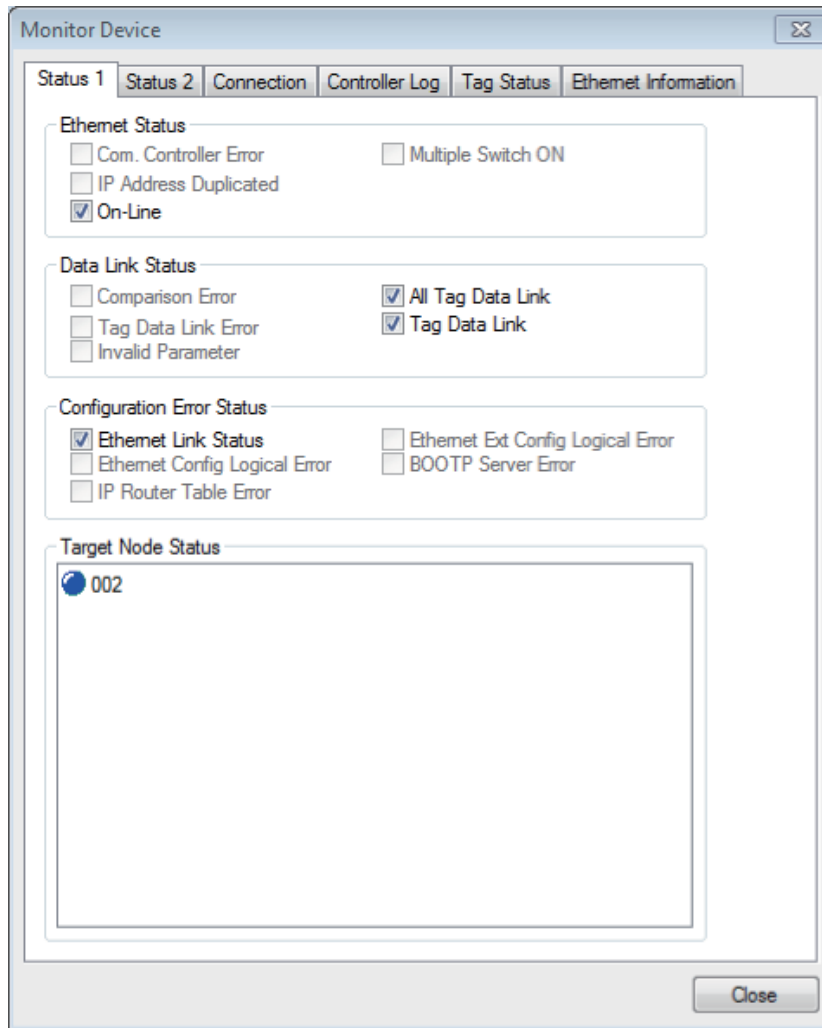 Monitor Device
Status 1 Status 2 Connection Controller Log Tag Status Ethernet Information
Ethernet Status
Com. Controller Error Multiple Switch ON
IP Address Duplicated
On-Line
Data Link Status
Comparison Error All Tag Data Link
Tag Data Link Error Tag Data Link
Invalid Parameter
Configuration Error Status
Ethernet Link Status Ethernet Ext Config Logical Error
Ethernet Config Logical Error BOOTP Server Error
IP Router Table Error
Target Node Status
002
Close